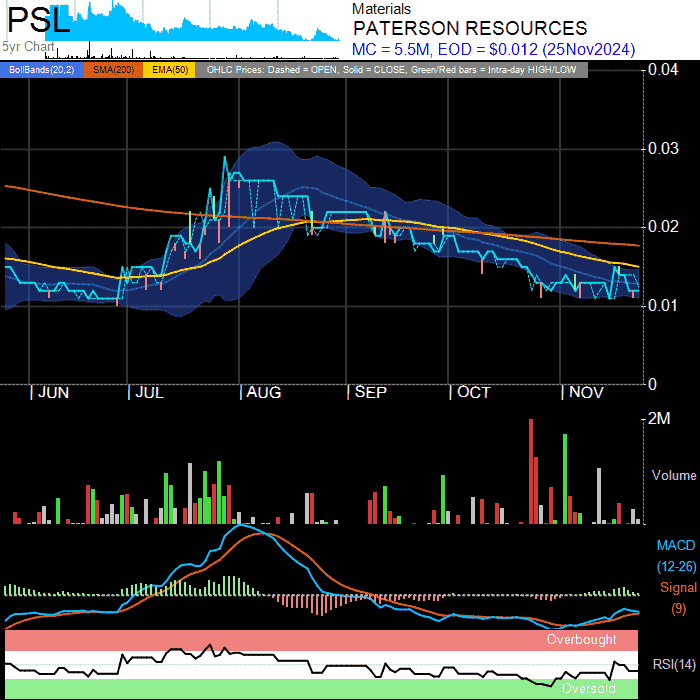 PSL
5yr Chart
Materials
PATERSON RESOURCES
MC = 5.5M, EOD = $0.012 (25Nov2024)
BollBands(20,2) SMA(200) EMA(50) OHLC Prices: Dashed = OPEN, Solid = CLOSE, Green/Red bars = Intra-day HIGH/LOW
0.04
0.03
0.02
0.01
0
| JUN | JUL | AUG | SEP | OCT | NOV
2M
Volume
MACD
(12-26)
Signal
(9)
Overbought
RSI(14)
Oversold